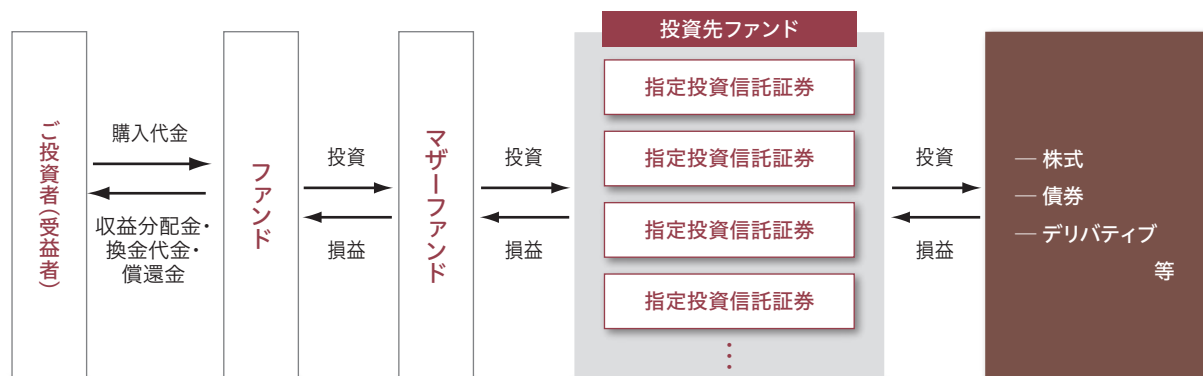 ご投資者(受益者)
購入代金
収益分配金・
換金代金・
償還金
ファンド
投資
損益
マザーファンド
投資
損益
投資先ファンド
指定投資信託証券
指定投資信託証券
指定投資信託証券
指定投資信託証券
⋮
投資
損益
― 株式
― 債券
― デリバティブ
等